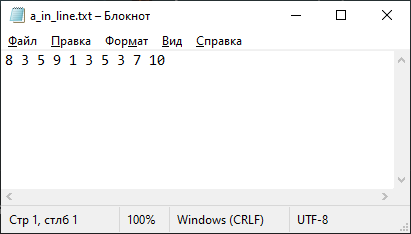 a_in_line.txt – Блокнот
Файл Правка Формат Вид Справка
8 3 5 9 1 3 5 3 7 10
Стр 1, стлб 1 100% Windows (CRLF) UTF-8